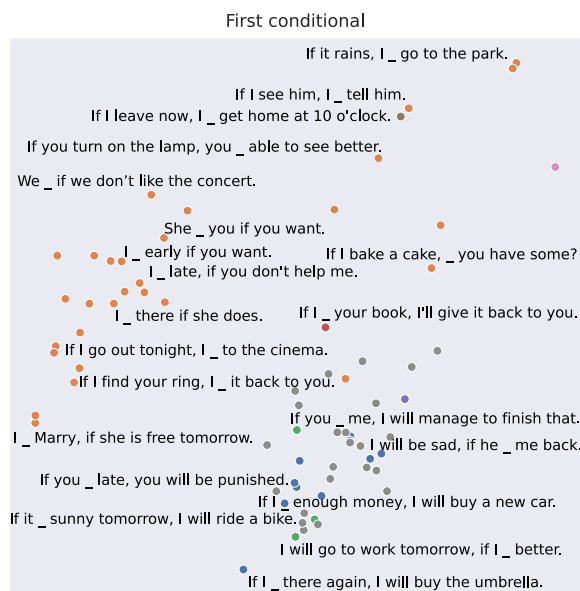 First conditional
If it rains, I _ go to the park.
If I see him, I _ tell him.
If I leave now, I _ get home at 10 o'clock.
If you turn on the lamp, you _ able to see better.
We _ if we don’t like the concert.
She _ you if you want.
I _ early if you want.
If I bake a cake, _ you have some?
I _ late, if you don't help me.
I _ there if she does.
If I _ your book, I'll give it back to you.
If I go out tonight, I _ to the cinema.
If I find your ring, I _ it back to you.
If you _ me, I will manage to finish that.
I _ Marry, if she is free tomorrow.
I will be sad, if he _ me back.
If you _ late, you will be punished.
If I _ enough money, I will buy a new car.
If it _ sunny tomorrow, I will ride a bike.
I will go to work tomorrow, if I _ better.
If I _ there again, I will buy the umbrella.